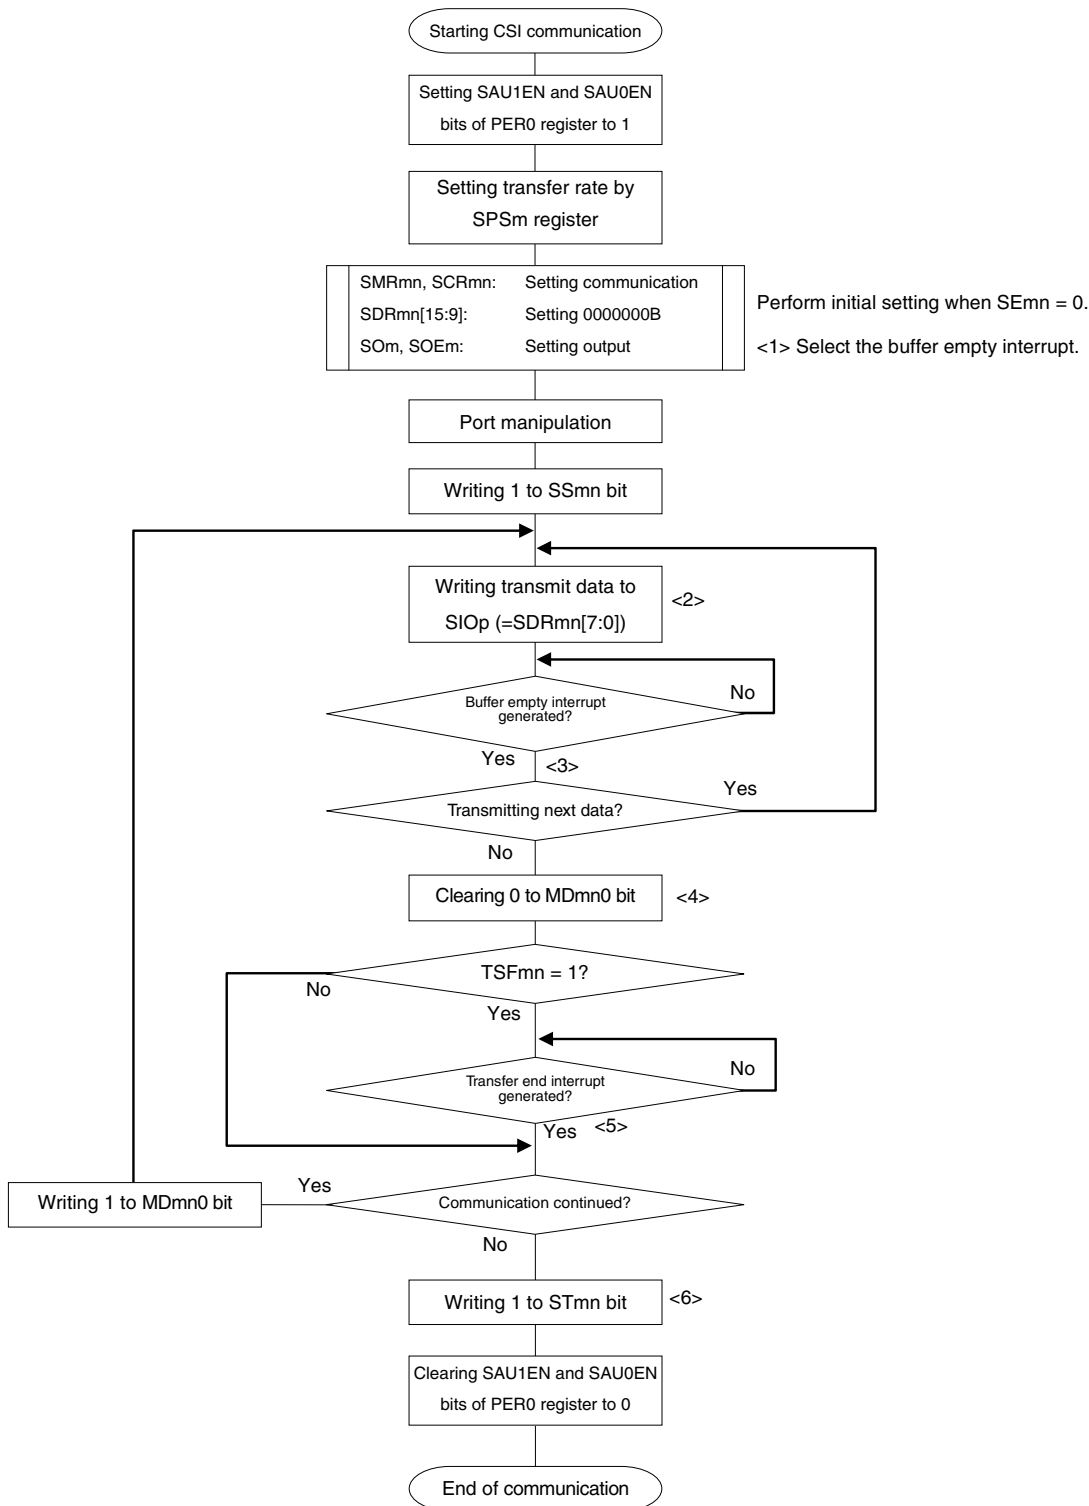 Starting CSI communication
Setting SAU1EN and SAU0EN
bits of PER0 register to 1
Setting transfer rate by
SPSm register
SMRmn, SCRmn: Setting communication
SDRmn[15:9]: Setting 0000000B
SOm, SOEm: Setting output
Perform initial setting when SEmn = 0.
<1> Select the buffer empty interrupt.
Port manipulation
Writing 1 to SSmn bit
Writing transmit data to
SIOp (=SDRmn[7:0])
<2>
Buffer empty interrupt
generated?
No
Yes
<3>
Transmitting next data?
Yes
No
Clearing 0 to MDmn0 bit
<4>
TSFmn = 1?
No
Yes
Transfer end interrupt
generated?
No
Yes
<5>
Communication continued?
Yes
Writing 1 to MDmn0 bit
No
Writing 1 to STmn bit
<6>
Clearing SAU1EN and SAU0EN
bits of PER0 register to 0
End of communication